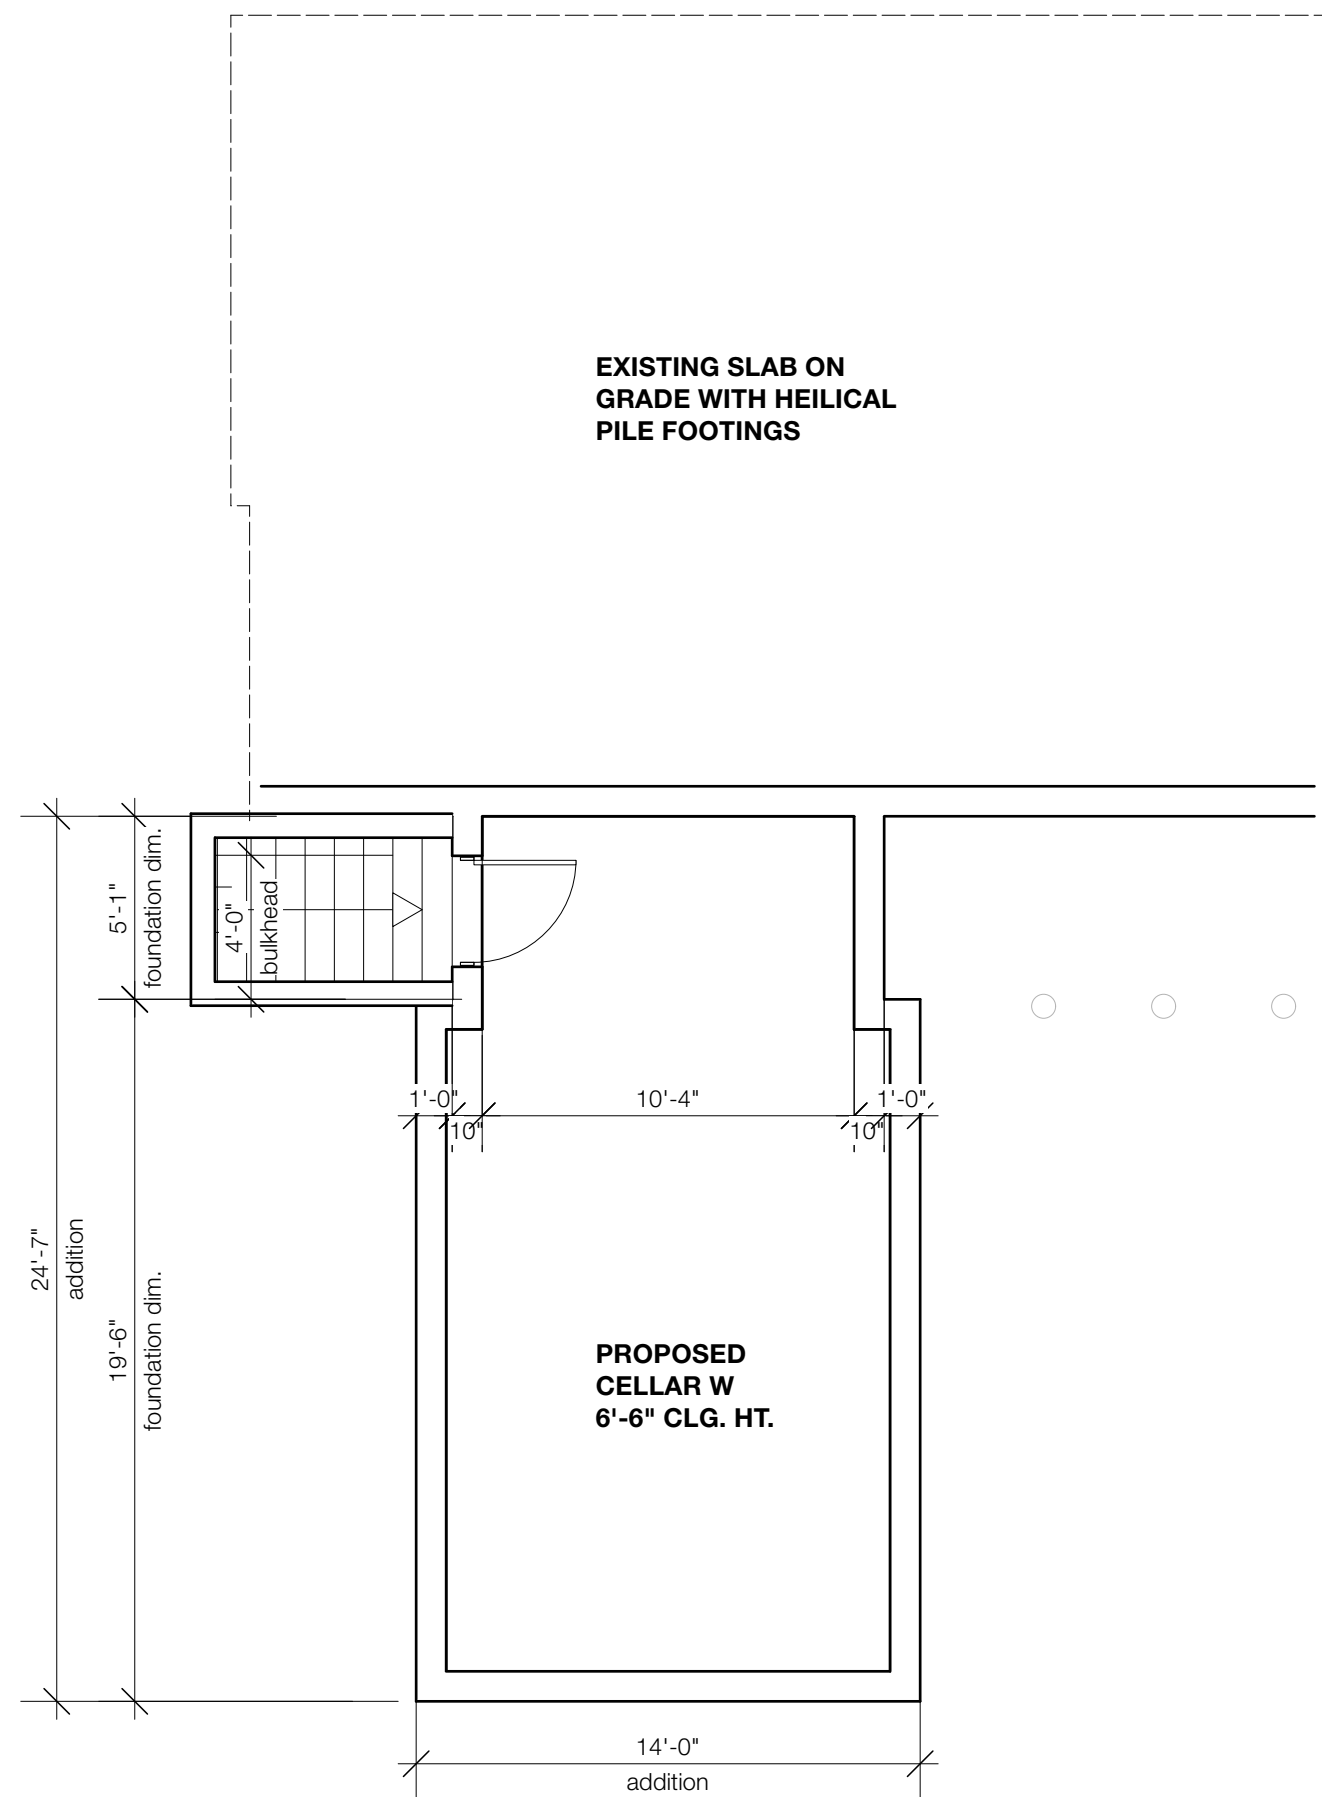 EXISTING SLAB ON
GRADE WITH HEILICAL
PILE FOOTINGS
5'-1"
foundation dim.
4'-0"
bulkhead
1'-0"
10'-4"
1'-0"
10"
10"
24'-7"
addition
19'-6"
foundation dim.
PROPOSED
CELLAR W
6'-6" CLG. HT.
14'-0"
addition